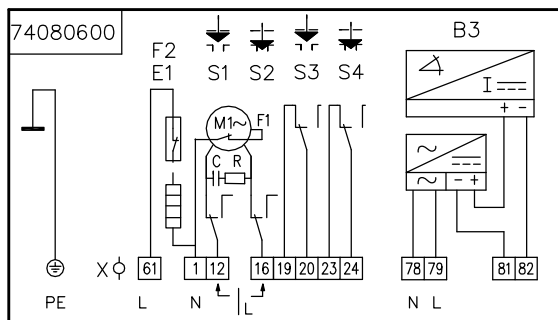 74080600
F2
E1
S1
S2
S3
S4
B3
I
+ -
M1~
F1
C R
~
~
- +
X
61
1
12
16
19
20
23
24
78
79
81
82
PE
L
N
L
N L